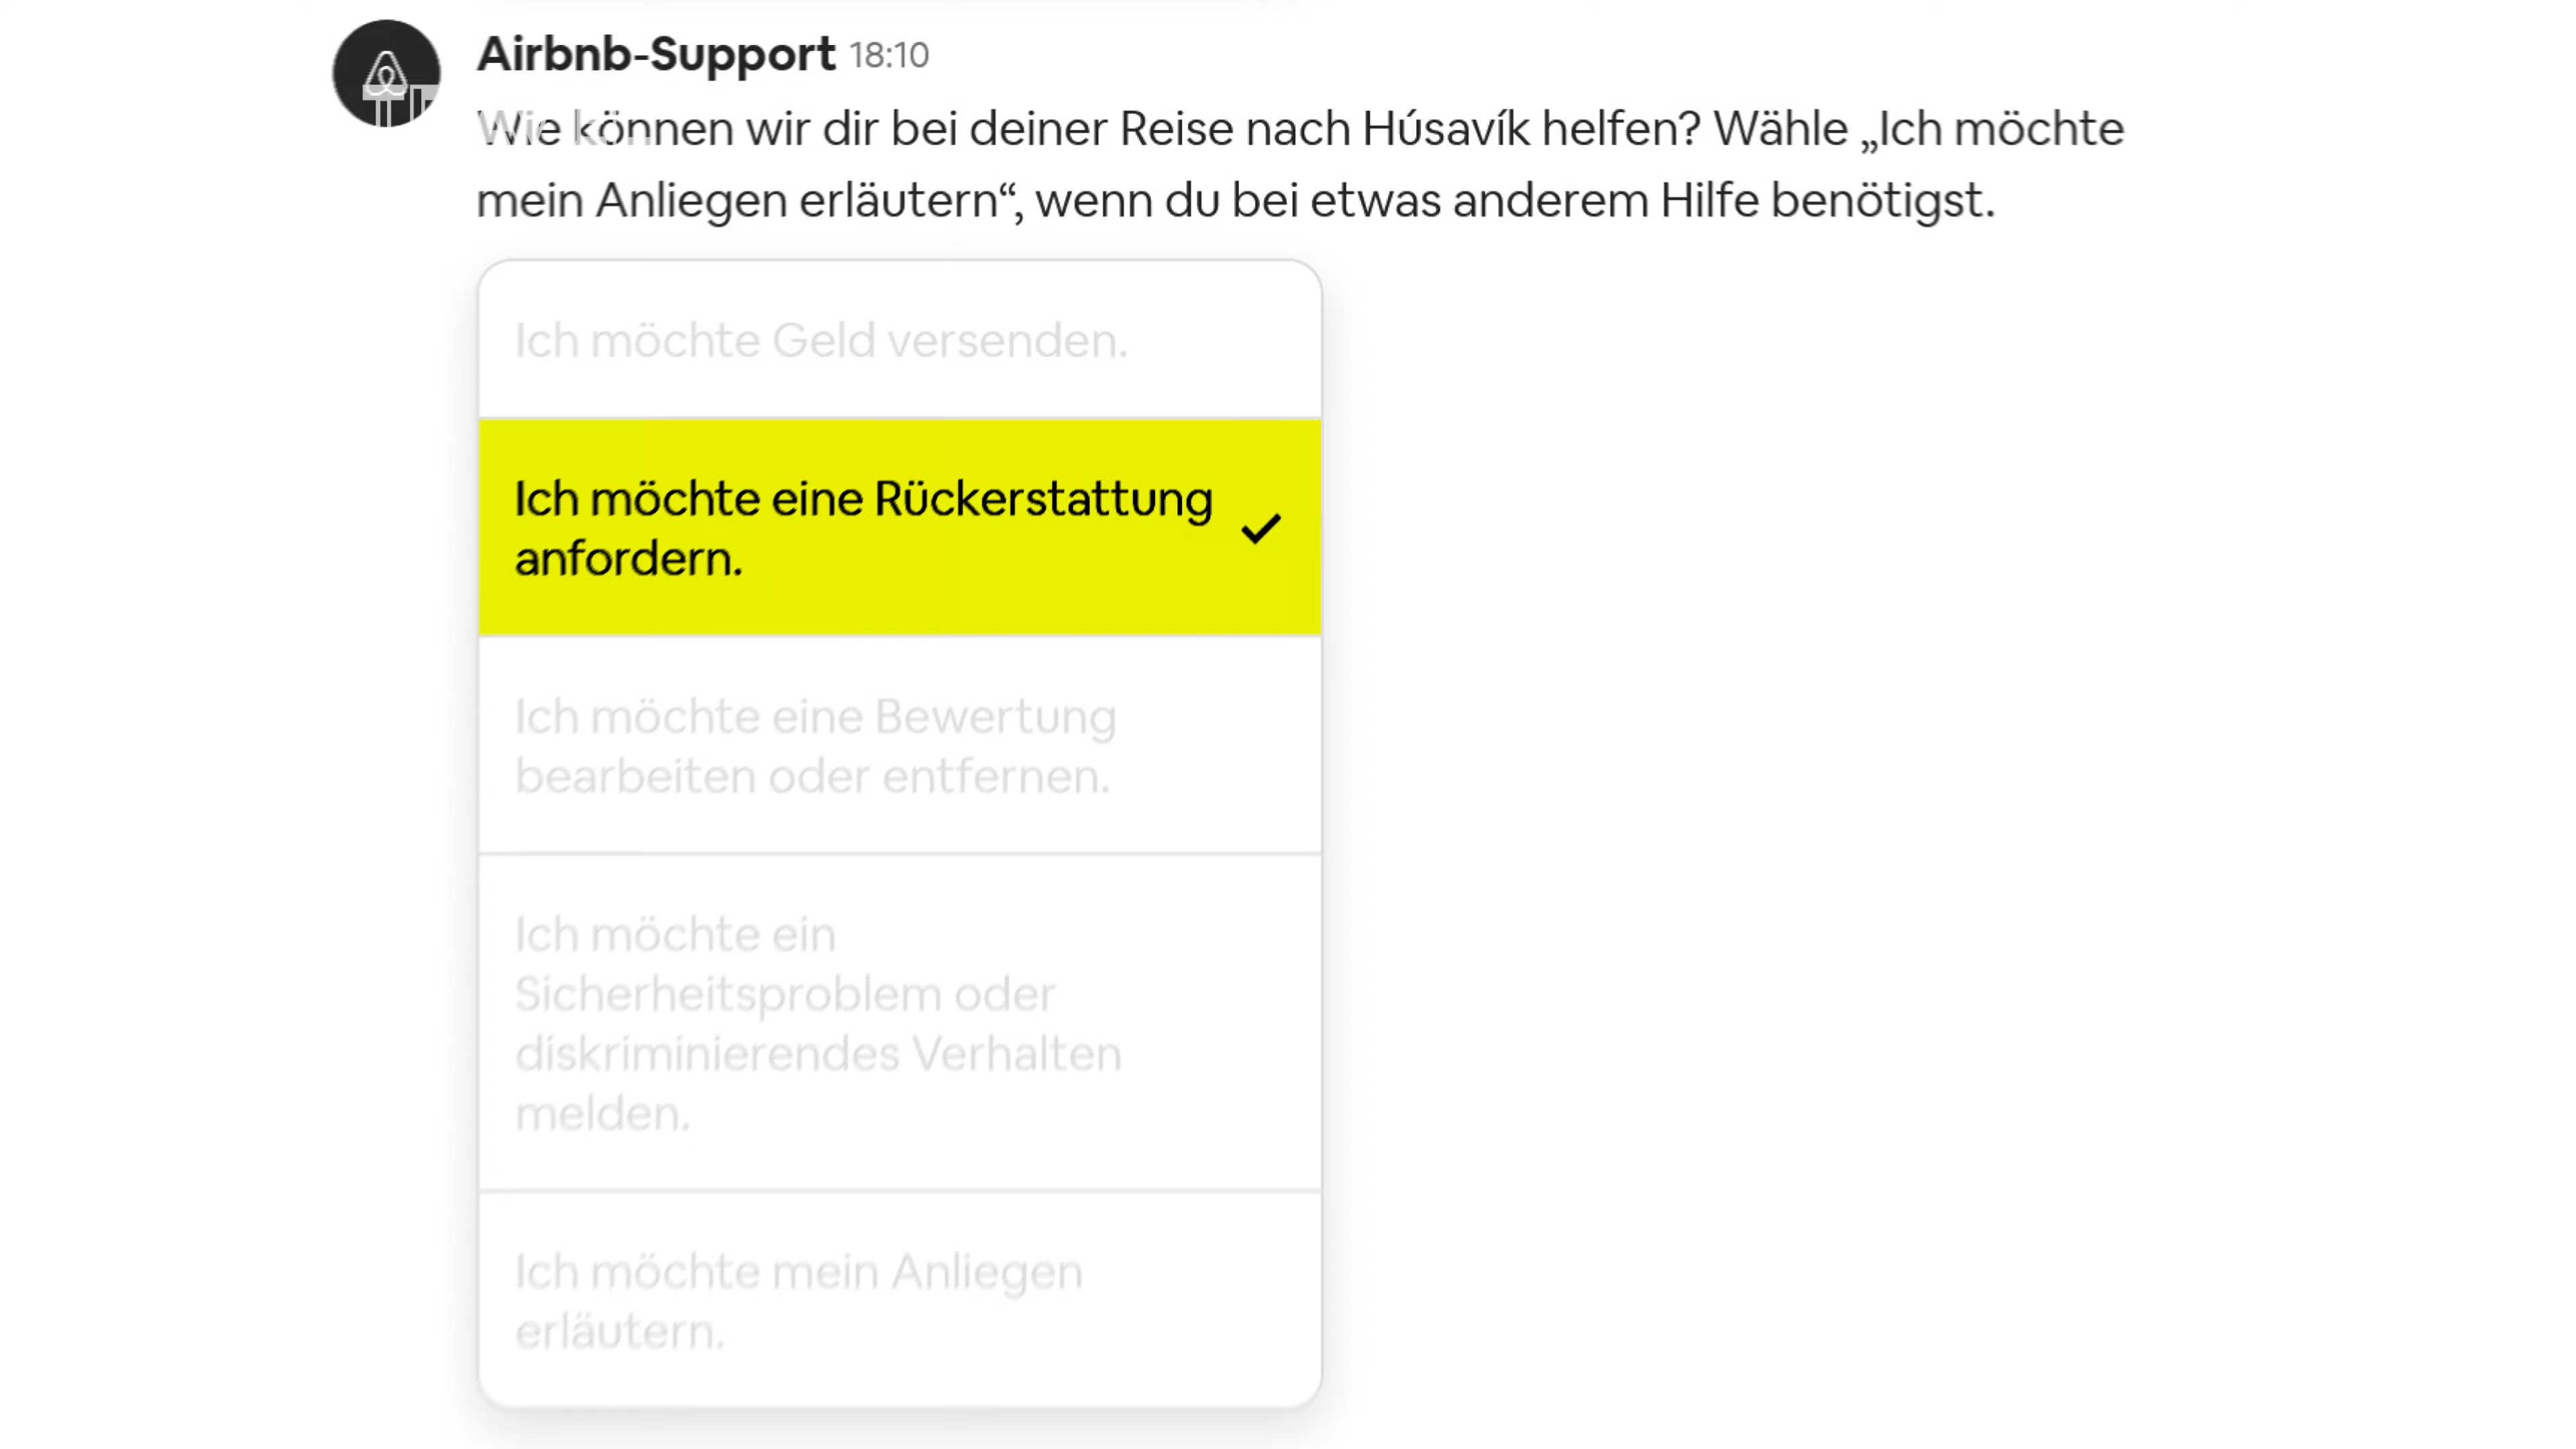 Airbnb-Support 18:10
Wie können wir dir bei deiner Reise nach Húsavík helfen? Wähle „Ich möchte
mein Anliegen erläutern“, wenn du bei etwas anderem Hilfe benötigst.
Ich möchte Geld versenden.
Ich möchte eine Rückerstattung
anfordern.
Ich möchte eine Bewertung
bearbeiten oder entfernen.
Ich möchte ein
Sicherheitsproblem oder
diskriminierendes Verhalten
melden.
Ich möchte mein Anliegen
erläutern.